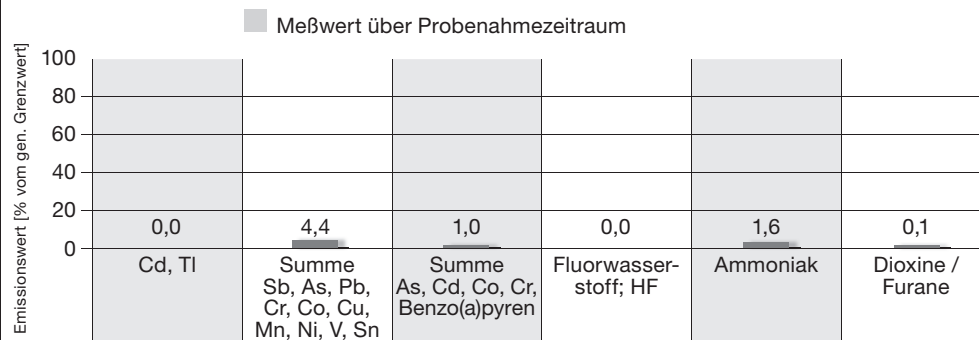 Meßwert über Probenahmezeitraum
Emissionswert [% vom gen. Grenzwert]
100
80
60
40
20
0
0,0
4,4
1,0
0,0
1,6
0,1
Cd, Tl
Summe
Sb, As, Pb,
Cr, Co, Cu,
Mn, Ni, V, Sn
Summe
As, Cd, Co, Cr,
Benzo(a)pyren
Fluorwasser-
stoff; HF
Ammoniak
Dioxine /
Furane